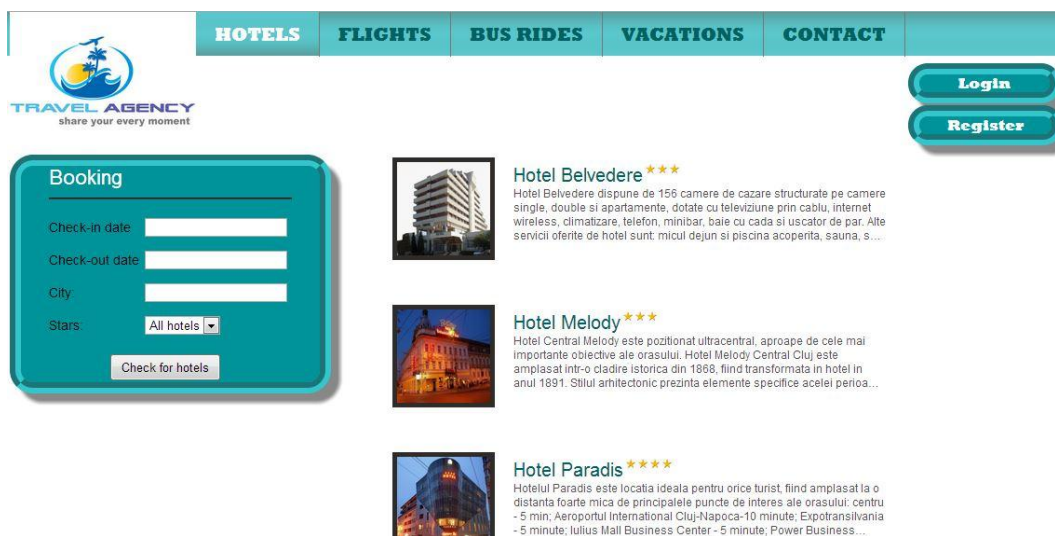 HOTELS FLIGHTS BUS RIDES VACATIONS CONTACT
TRAVEL AGENCY
share your every moment
Login
Register
Booking
Check-in date
Check-out date
City:
Stars: All hotels
Check for hotels
Hotel Belvedere
Hotel Belvedere dispune de 156 camere de cazare structurate pe camere
single, double si apartamente, dotate cu televiziune prin cablu, internet
wireless, climatizare, telefon, minibar, baie cu cada si uscator de par. Alte
servicii oferite de hotel sunt: micul dejun si piscina acoperita, sauna, s...
Hotel Melody
Hotel Central Melody este pozitionat ultracentral, aproape de cele mai
importante obiective ale orasului. Hotel Melody Central Cluj este
amplasat intr-o cladire istorica din 1868, fiind transformata in hotel in
anul 1891. Stilul arhitectonic prezinta elemente specifice acelei perioa...
Hotel Paradis
Hotelul Paradis este locatia ideala pentru orice turist, fiind amplasat la o
distanta foarte mica de principalele puncte de interes ale orasului: centru
- 5 min; Aeroportul International Cluj-Napoca-10 minute; Expotransilvania
- 5 minute; Iulius Mall Business Center - 5 minute; Power Business...